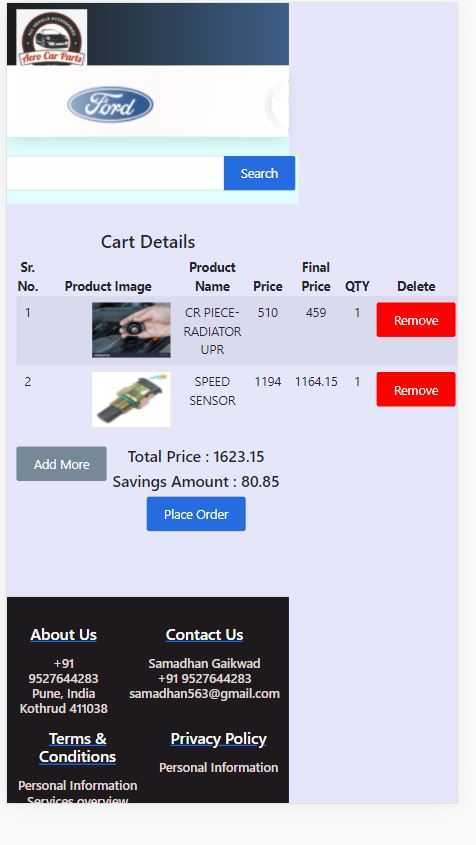 ALL VEHICLE ACCESSORIES
Aero Car Parts
Ford
Search
Cart Details
Sr. No. Product Image Product Name Price Final Price QTY Delete
1 CR PIECE-RADIATOR UPR 510 459 1 Remove
2 SPEED SENSOR 1194 1164.15 1 Remove
Add More
Total Price : 1623.15
Savings Amount : 80.85
Place Order
About Us
+91
9527644283
Pune, India
Kothrud 411038
Contact Us
Samadhan Gaikwad
+91 9527644283
samadhan563@gmail.com
Terms &
Conditions
Personal Information
Services overview
Privacy Policy
Personal Information